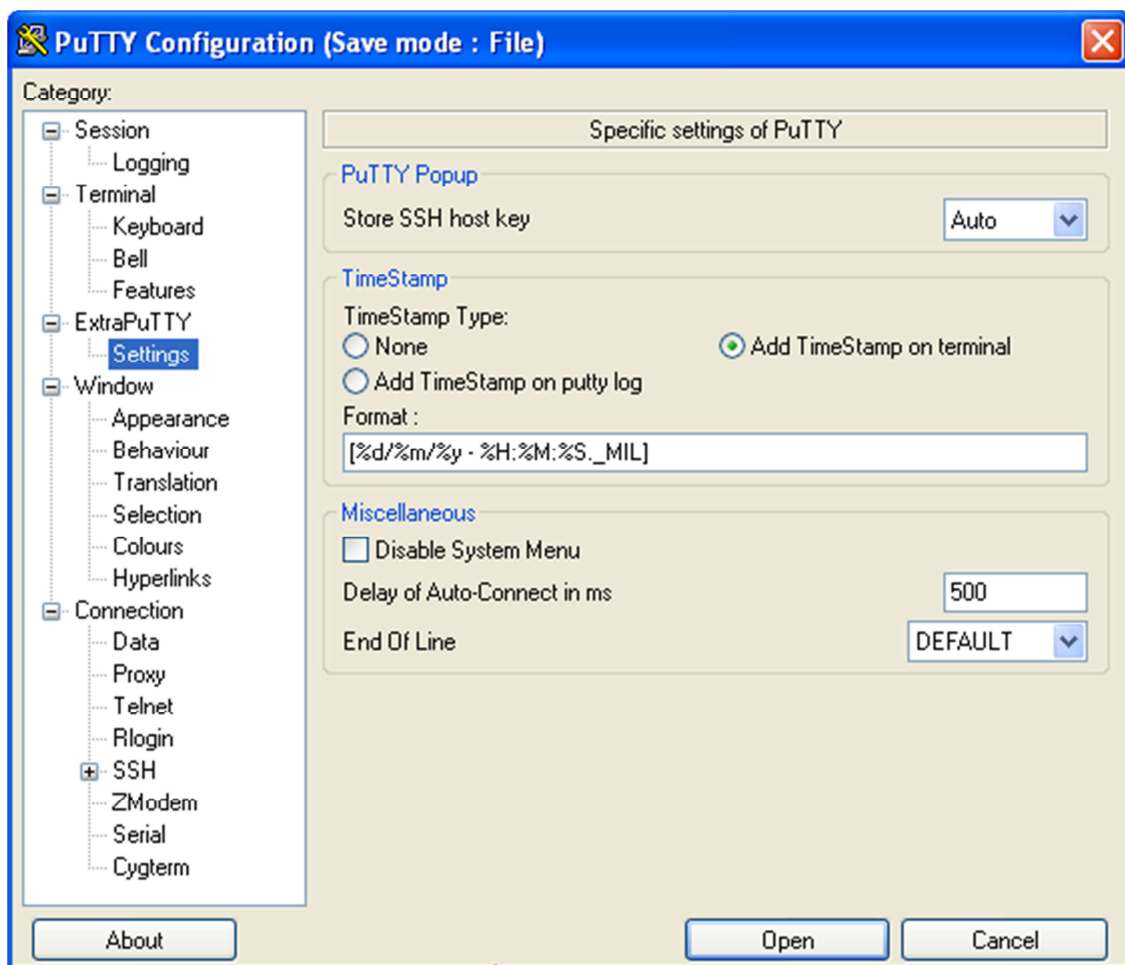 PuTTY Configuration (Save mode : File)
Category:
Session
Logging
Terminal
Keyboard
Bell
Features
ExtraPuTTY
Settings
Window
Appearance
Behaviour
Translation
Selection
Colours
Hyperlinks
Connection
Data
Proxy
Telnet
Rlogin
SSH
ZModem
Serial
Cygterm
Specific settings of PuTTY
PuTTY Popup
Store SSH host key Auto
TimeStamp
TimeStamp Type:
None Add TimeStamp on terminal
Add TimeStamp on putty log
Format :
[%d/%m/%y - %H:%M:%S._MIL]
Miscellaneous
Disable System Menu
Delay of Auto-Connect in ms 500
End Of Line DEFAULT
About Open Cancel